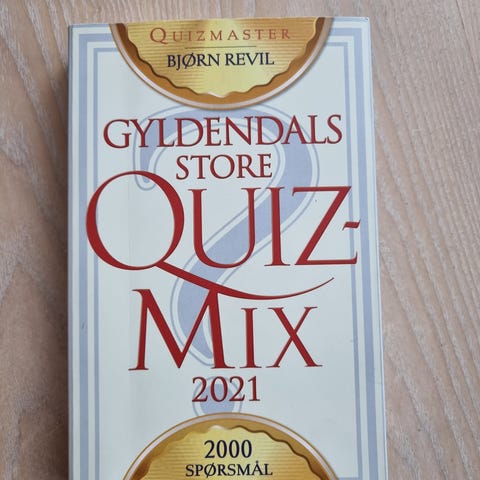 QUIZMASTER
BJØRN REVIL
GYLDENDALS
STORE
QUIZ-
MIX
2021
2000
SPØRSMÅL